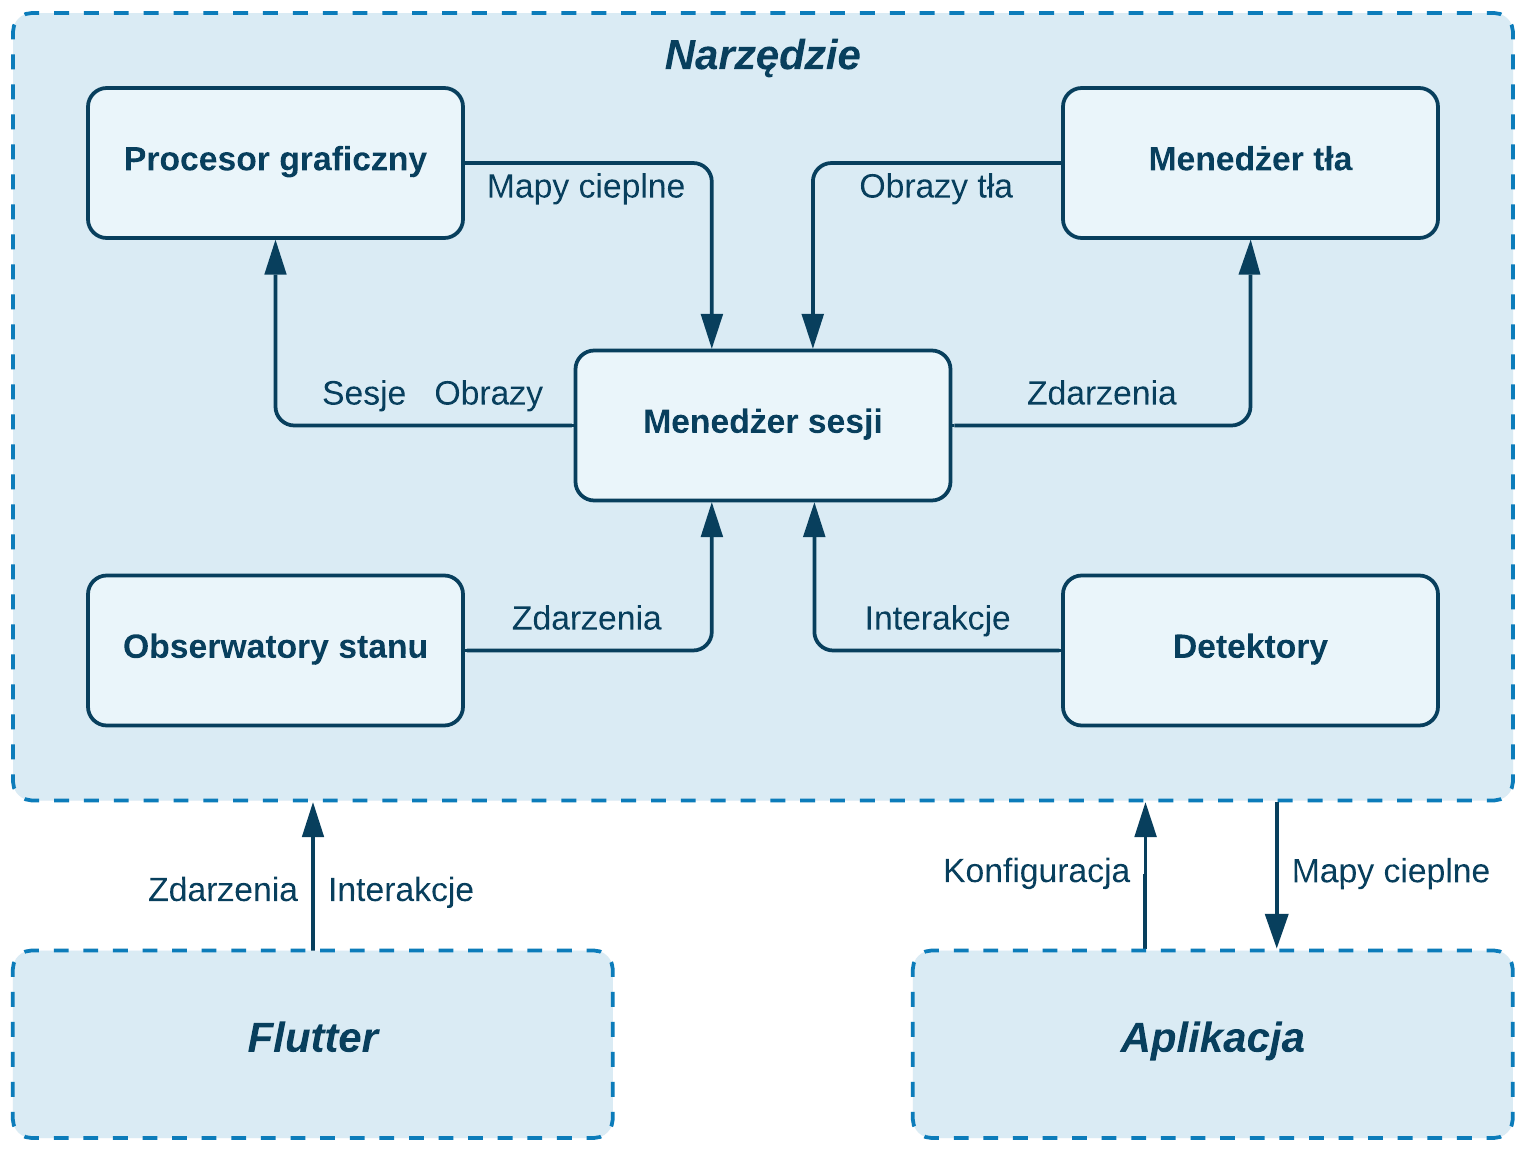 Narzędzie
Procesor graficzny
Menedżer tła
Mapy cieplne
Obrazy tła
Sesje Obrazy
Menedżer sesji
Zdarzenia
Obserwatory stanu
Zdarzenia
Interakcje
Detektory
Zdarzenia
Interakcje
Konfiguracja
Mapy cieplne
Flutter
Aplikacja